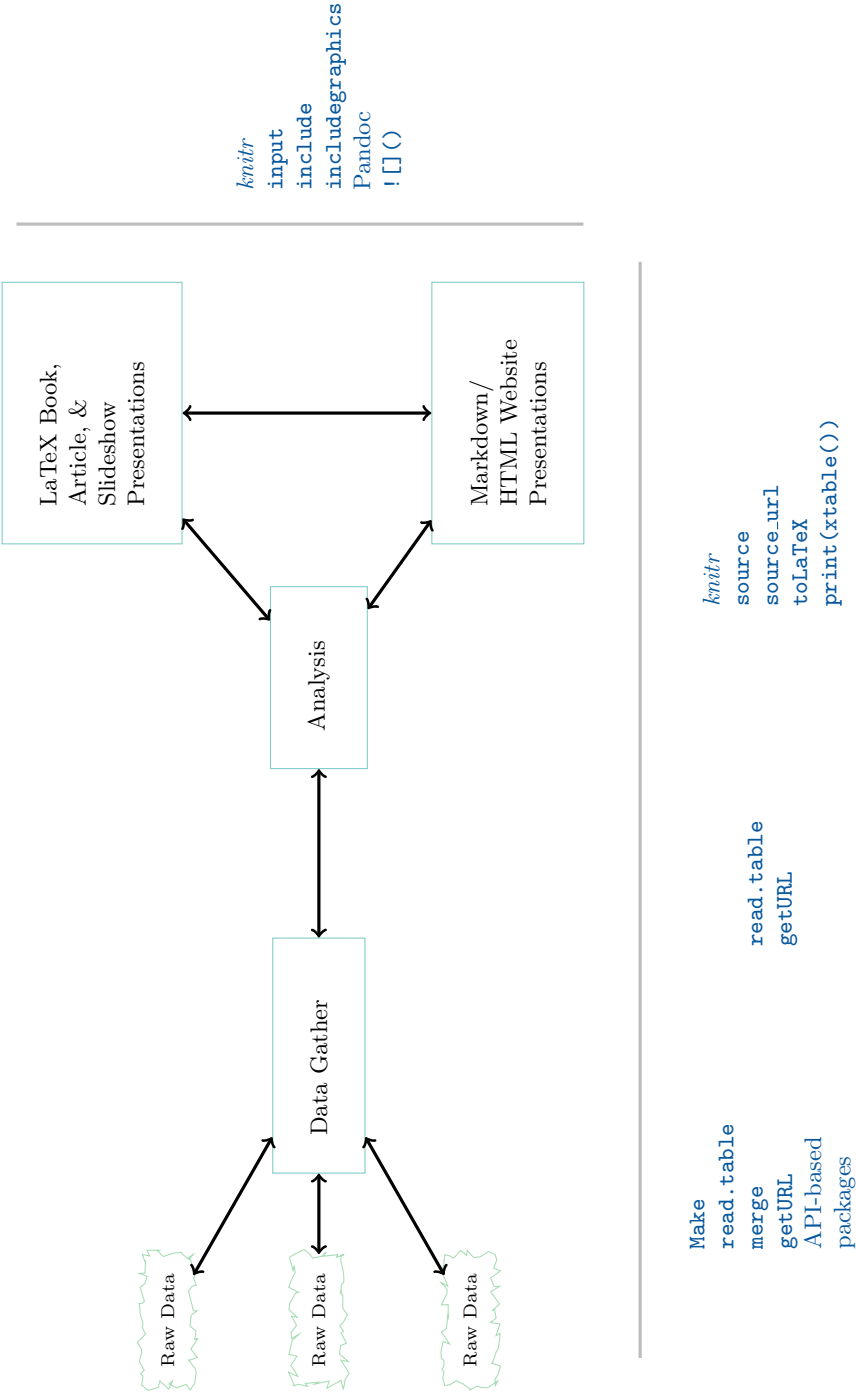 Raw Data
Raw Data
Raw Data
Data Gather
Analysis
LaTeX Book,
Article, &
Slideshow
Presentations
Markdown/
HTML Website
Presentations
Make
read.table
merge
getURL
API-based
packages
read.table
getURL
knitr
source
source_url
toLaTeX
print(xtable())
knitr
input
include
includegraphics
Pandoc
![]()